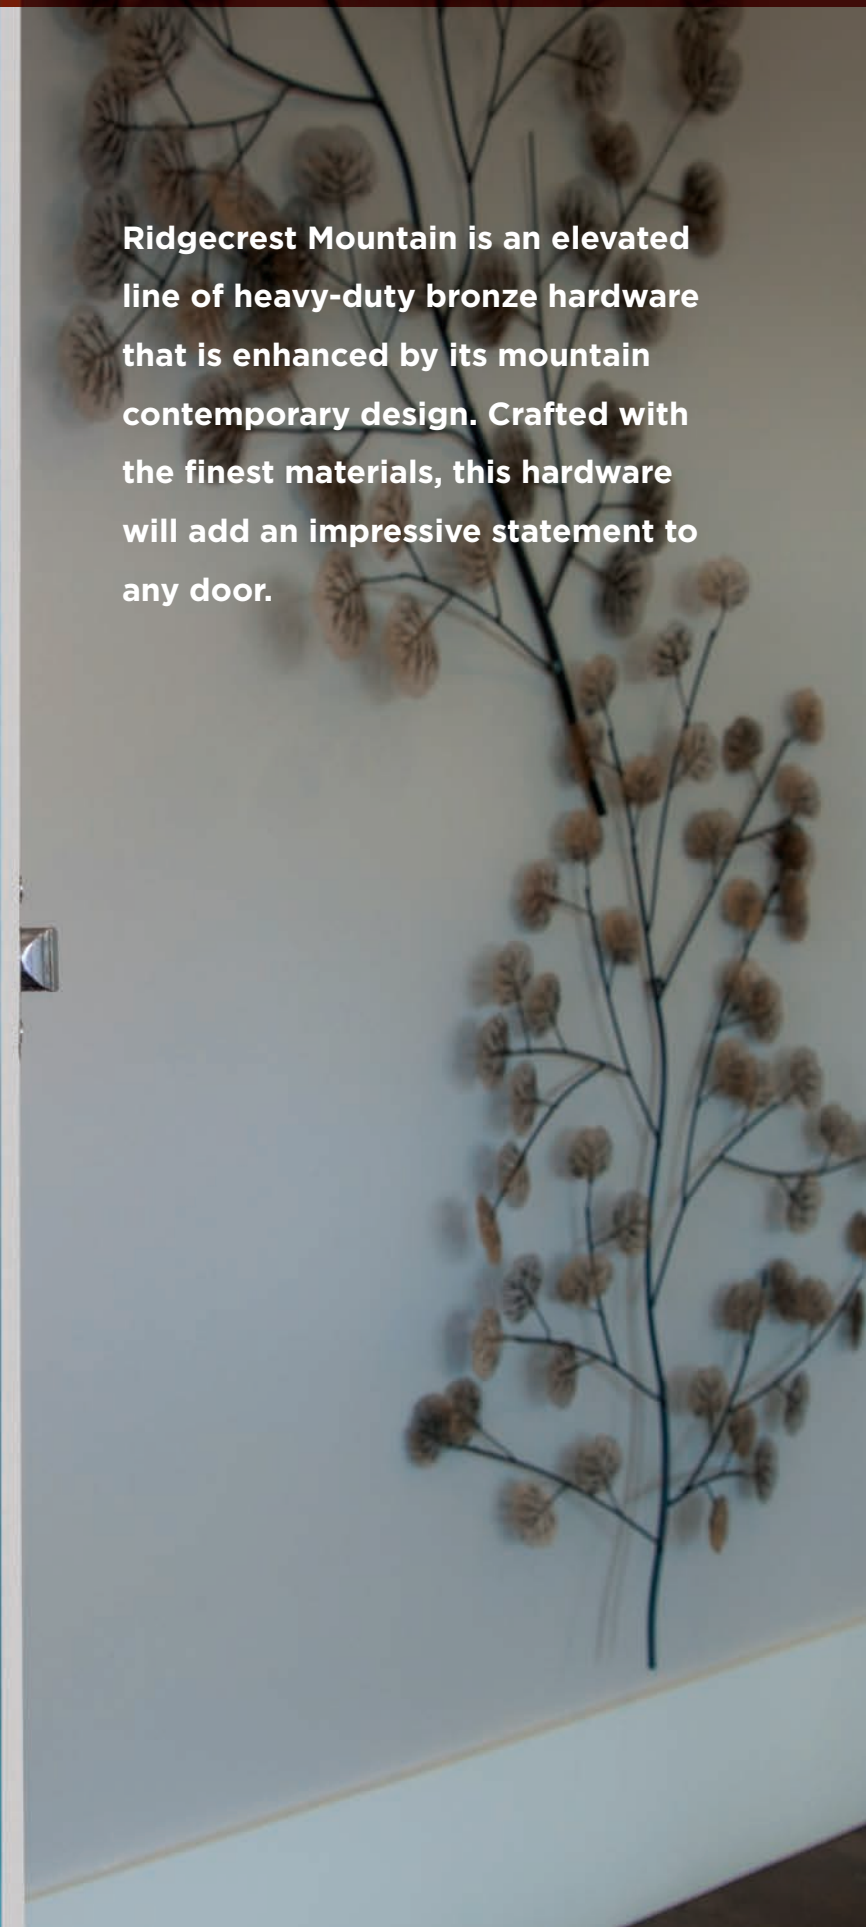 Ridgecrest Mountain is an elevated
line of heavy-duty bronze hardware
that is enhanced by its mountain
contemporary design. Crafted with
the finest materials, this hardware
will add an impressive statement to
any door.